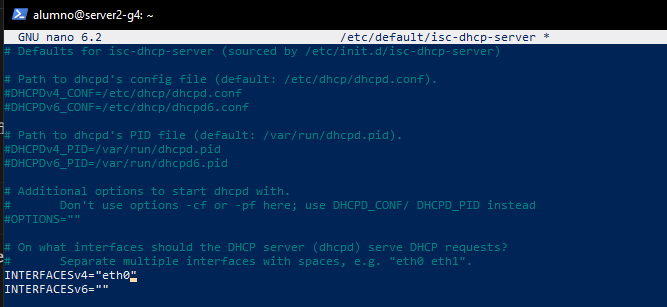 alumno@server2-g4: ~
GNU nano 6.2 /etc/default/isc-dhcp-server *
# Defaults for isc-dhcp-server (sourced by /etc/init.d/isc-dhcp-server)
# Path to dhcpd's config file (default: /etc/dhcp/dhcpd.conf).
#DHCPDv4_CONF=/etc/dhcp/dhcpd.conf
#DHCPDv6_CONF=/etc/dhcp/dhcpd6.conf
# Path to dhcpd's PID file (default: /var/run/dhcpd.pid).
#DHCPDv4_PID=/var/run/dhcpd.pid
#DHCPDv6_PID=/var/run/dhcpd6.pid
# Additional options to start dhcpd with.
#       Don't use options -cf or -pf here; use DHCPD_CONF/ DHCPD_PID instead
#OPTIONS=""
# On what interfaces should the DHCP server (dhcpd) serve DHCP requests?
#       Separate multiple interfaces with spaces, e.g. "eth0 eth1".
INTERFACESv4="eth0"
INTERFACESv6=""